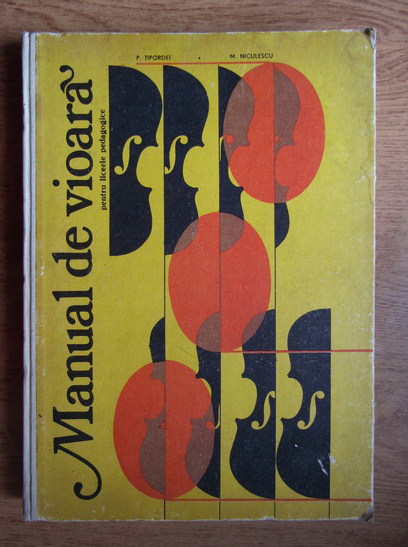 P. ȚIPORDEI • M. NICULESCU
Manual de vioară
pentru liceele pedagogice